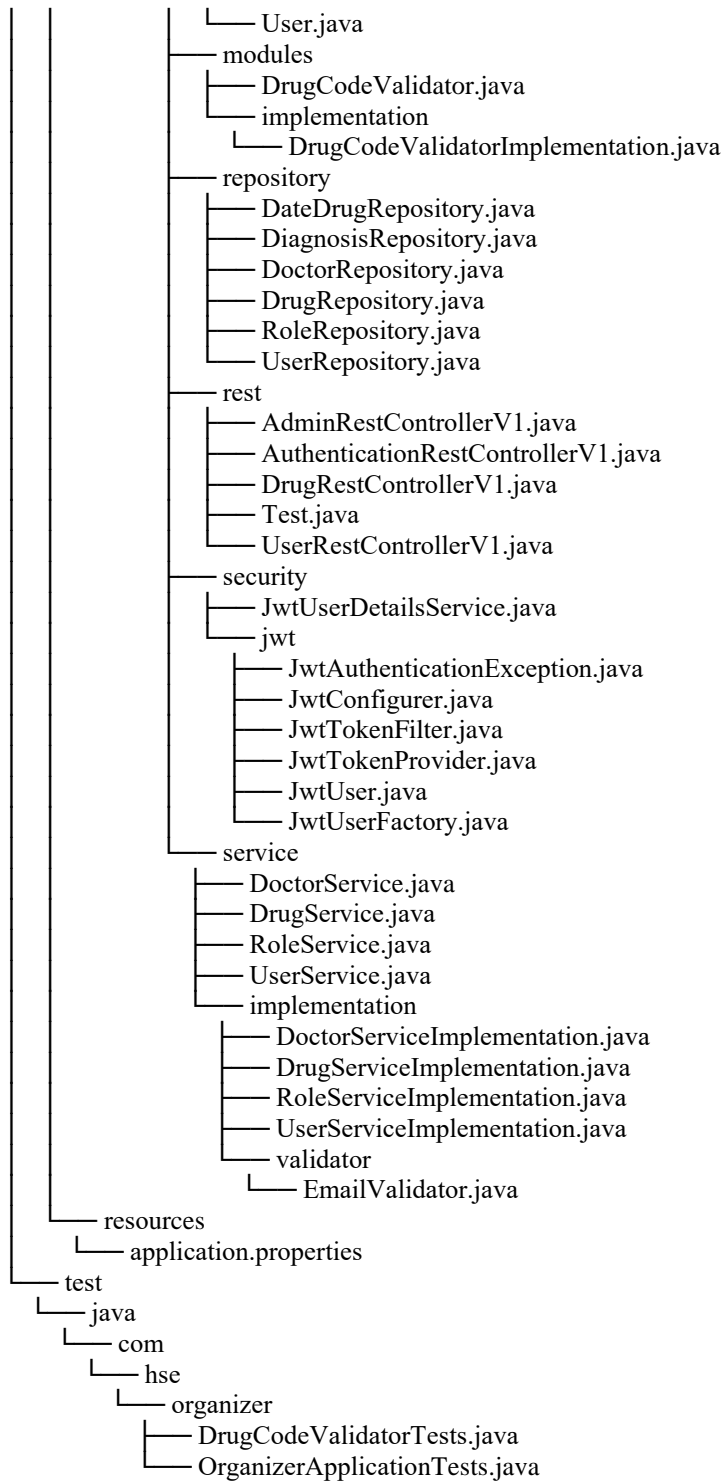 User.java
modules
DrugCodeValidator.java
implementation
DrugCodeValidatorImplementation.java
repository
DateDrugRepository.java
DiagnosisRepository.java
DoctorRepository.java
DrugRepository.java
RoleRepository.java
UserRepository.java
rest
AdminRestControllerV1.java
AuthenticationRestControllerV1.java
DrugRestControllerV1.java
Test.java
UserRestControllerV1.java
security
JwtUserDetailsService.java
jwt
JwtAuthenticationException.java
JwtConfigurer.java
JwtTokenFilter.java
JwtTokenProvider.java
JwtUser.java
JwtUserFactory.java
service
DoctorService.java
DrugService.java
RoleService.java
UserService.java
implementation
DoctorServiceImplementation.java
DrugServiceImplementation.java
RoleServiceImplementation.java
UserServiceImplementation.java
validator
EmailValidator.java
resources
application.properties
test
java
com
hse
organizer
DrugCodeValidatorTests.java
OrganizerApplicationTests.java